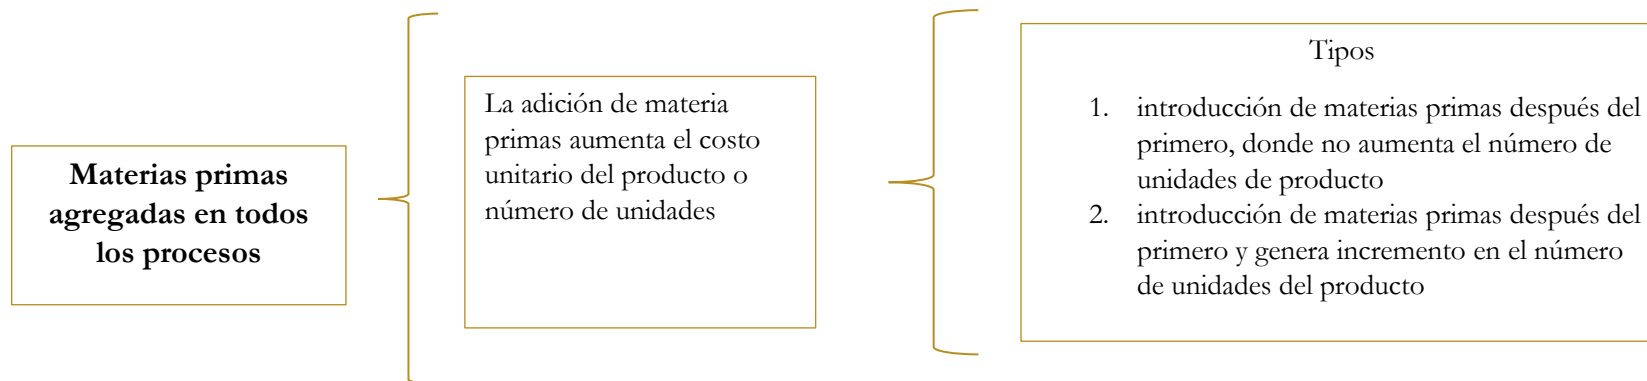 Materias primas
agregadas en todos
los procesos
La adición de materia
primas aumenta el costo
unitario del producto o
número de unidades
Tipos
1. introducción de materias primas después del
primero, donde no aumenta el número de
unidades de producto
2. introducción de materias primas después del
primero y genera incremento en el número
de unidades del producto